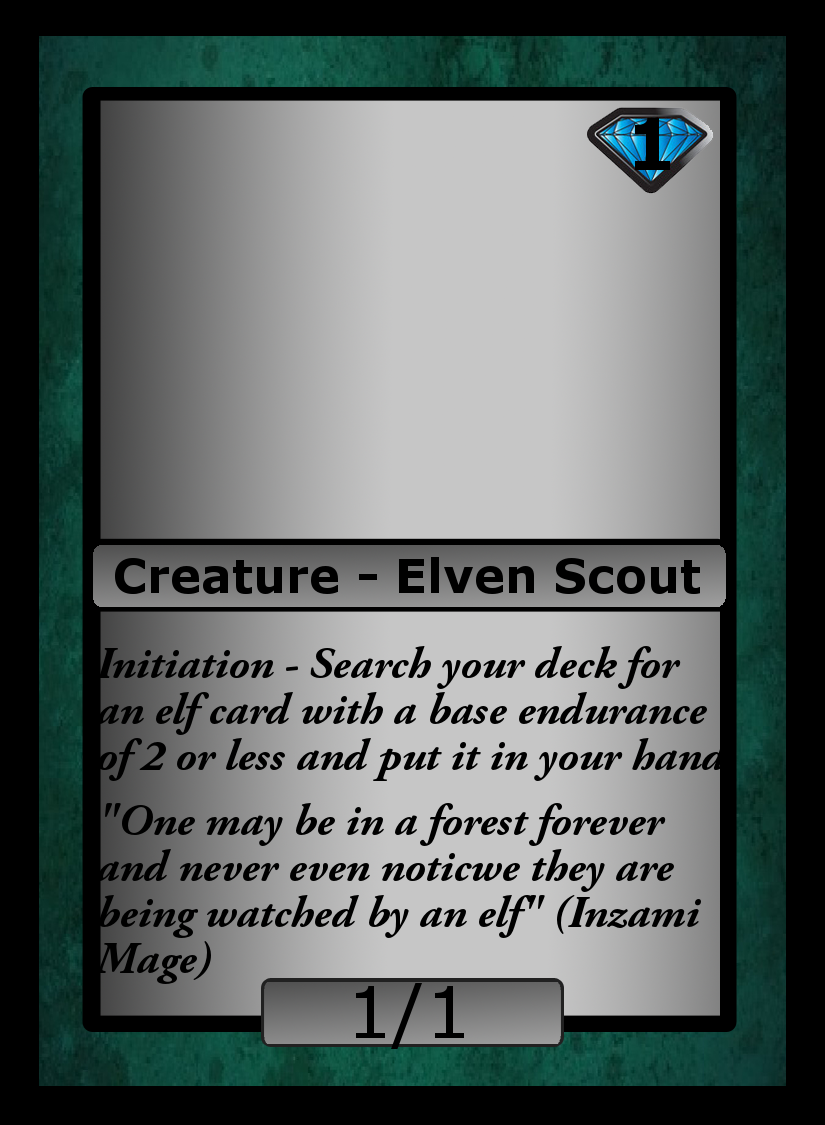 1
Creature - Elven Scout
Initiation - Search your deck for
an elf card with a base endurance
of 2 or less and put it in your hand
"One may be in a forest forever
and never even noticwe they are
being watched by an elf" (Inzami
Mage)
1/1